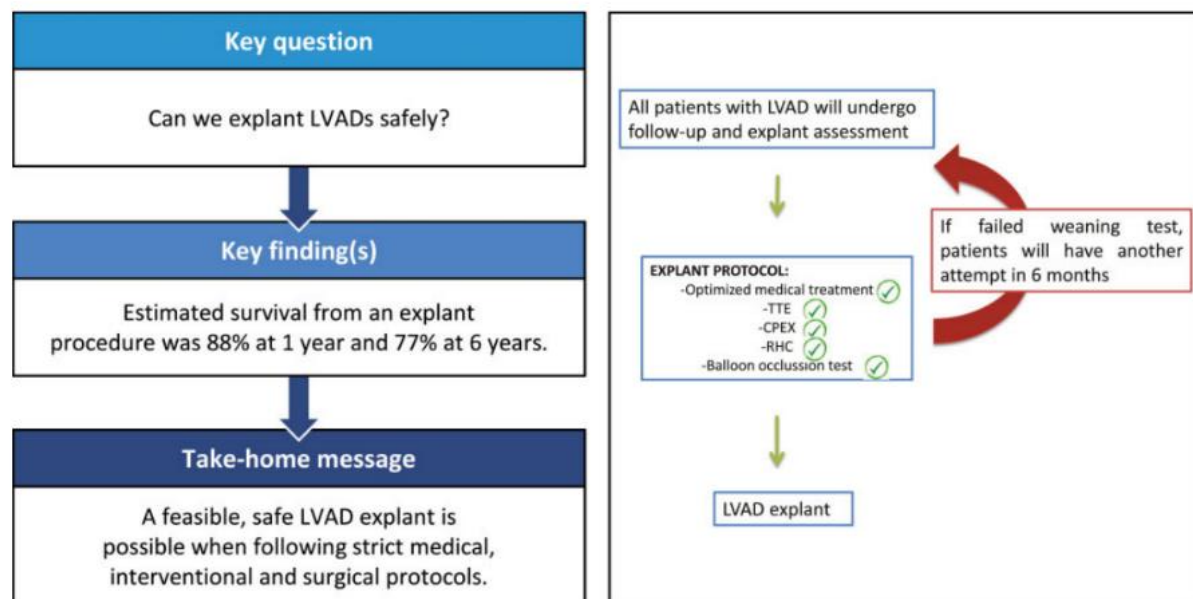 Key question
Can we explant LVADs safely?
Key finding(s)
Estimated survival from an explant
procedure was 88% at 1 year and 77% at 6 years.
Take-home message
A feasible, safe LVAD explant is
possible when following strict medical,
interventional and surgical protocols.
All patients with LVAD will undergo
follow-up and explant assessment
If failed weaning test,
patients will have another
attempt in 6 months
EXPLANT PROTOCOL:
-Optimized medical treatment
-TTE
-CPEX
-RHC
-Balloon occlussion test
LVAD explant